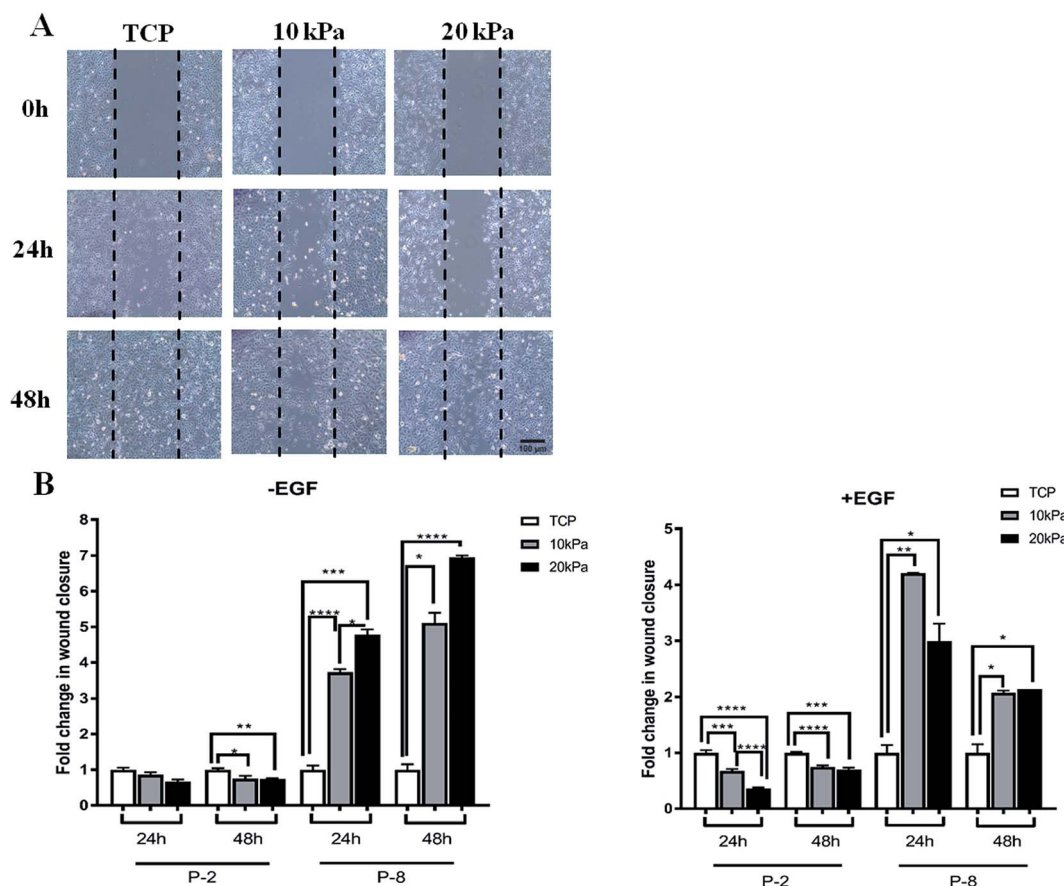 A
TCP 10 kPa 20 kPa
0h
24h
48h
100 µm
B
-EGF
Fold change in wound closure
8
7
6
5
4
3
2
1
0
TCP
10kPa
20kPa
* ** **** *** * * ****
24h 48h 24h 48h
P-2 P-8
+EGF
Fold change in wound closure
5
4
3
2
1
0
TCP
10kPa
20kPa
*** **** **** **** *** ** * * *
24h 48h 24h 48h
P-2 P-8